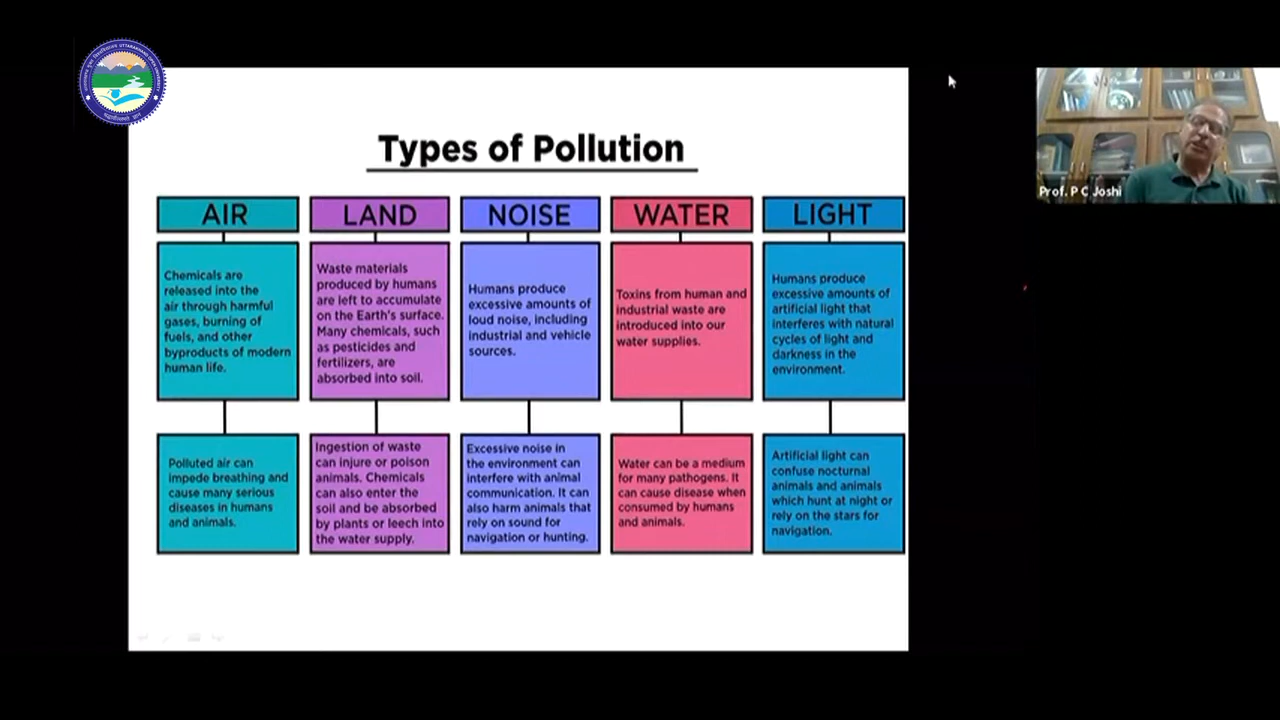 Types of Pollution
AIR
Chemicals are
released into the
air through harmful
gases, burning of
fuels, and other
byproducts of modern
human life.
Polluted air can
impede breathing and
cause many serious
diseases in humans
and animals.
LAND
Waste materials
produced by humans
are left to accumulate
on the Earth's surface.
Many chemicals, such
as pesticides and
fertilizers, are
absorbed into soil.
Ingestion of waste
can injure or poison
animals. Chemicals
can also enter the
soil and be absorbed
by plants or leech into
the water supply.
NOISE
Humans produce
excessive amounts of
loud noise, including
industrial and vehicle
sources.
Excessive noise in
the environment can
interfere with animal
communication. It can
also harm animals that
rely on sound for
navigation or hunting.
WATER
Toxins from human and
industrial waste are
introduced into our
water supplies.
Water can be a medium
for many pathogens. It
can cause disease when
consumed by humans
and animals.
LIGHT
Humans produce
excessive amounts of
artificial light that
interferes with natural
cycles of light and
darkness in the
environment.
Artificial light can
confuse nocturnal
animals and animals
which hunt at night or
rely on the stars for
navigation.
Prof. P C Joshi